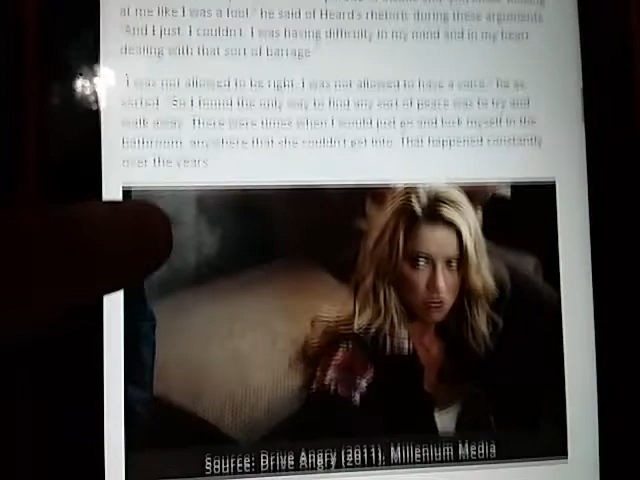 at me like I was a fool," he said of Heard's rhetoric during these arguments.
"And I just, I couldn't. I was having difficulty in my mind and in my heart
dealing with that sort of barrage.
"I was not allowed to be right, I was not allowed to have a voice," he as
serted. "So I found the only way to find any sort of peace was to try and
walk away. There were times when I would just go and lock myself in the
bathroom, anywhere that she couldn't get into. That happened constantly
over the years."
Source: Drive Angry (2011), Millenium Media